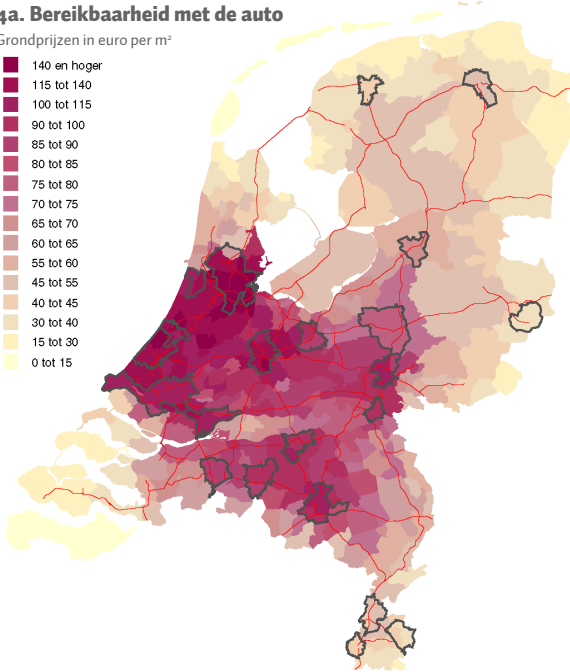 4a. Bereikbaarheid met de auto
Grondprijzen in euro per m²
140 en hoger
115 tot 140
100 tot 115
90 tot 100
85 tot 90
80 tot 85
75 tot 80
70 tot 75
65 tot 70
60 tot 65
55 tot 60
45 tot 55
40 tot 45
30 tot 40
15 tot 30
0 tot 15